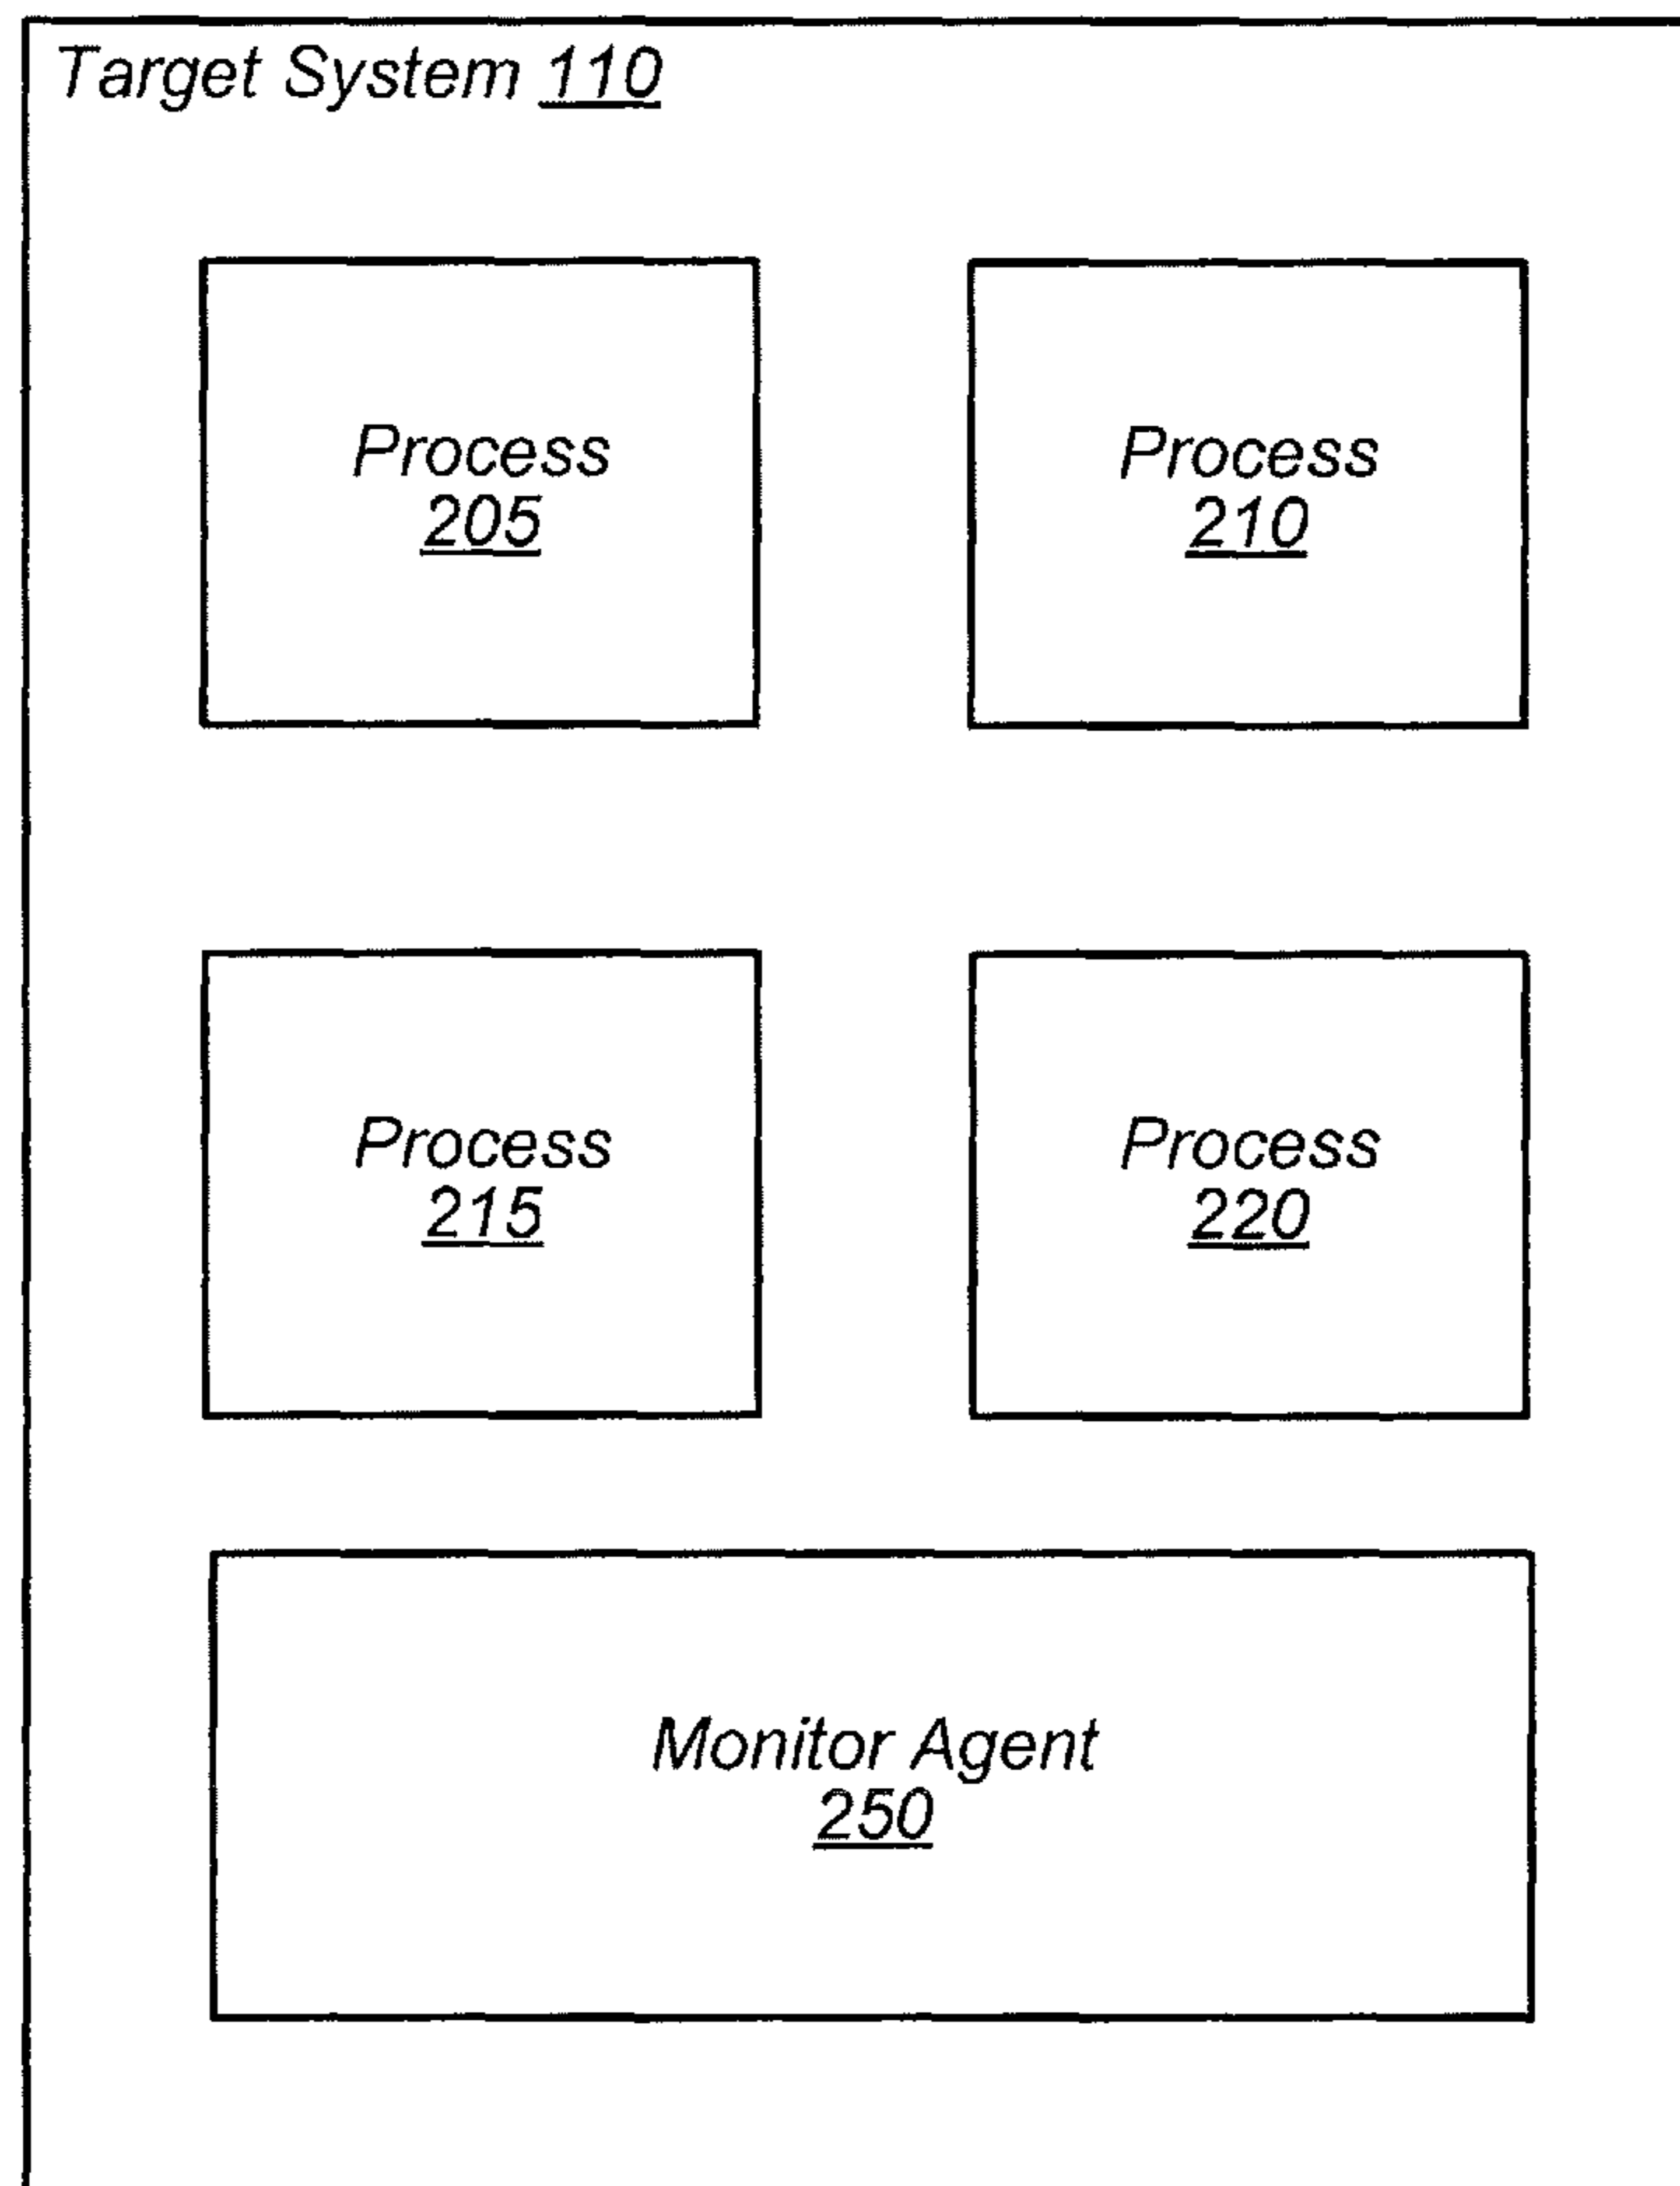 Target System 110
Process
205
Process
210
Process
215
Process
220
Monitor Agent
250